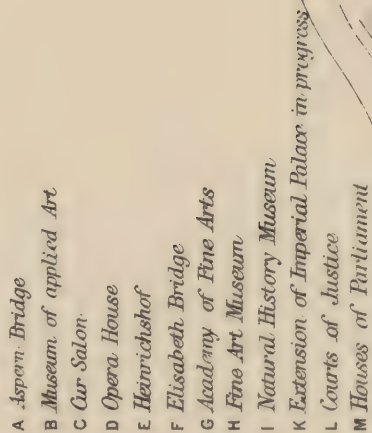 A Aspern Bridge
B Museum of applied Art
C Cur Salon
D Opera House
E Heinrichshof
F Elisabeth Bridge
G Academy of Fine Arts
H Fine Art Museum
I Natural History Museum
K Extension of Imperial Palace in progress
L Courts of Justice
M Houses of Parliament